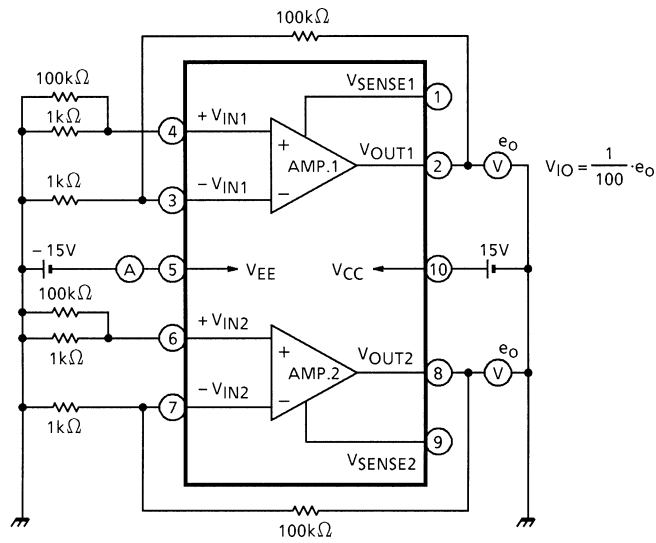 100kΩ
100kΩ
1kΩ
4
+VIN1
VSENSE1
1
+
AMP.1
−
VOUT1
2
eo
V
VIO = 1/100 · eo
1kΩ
3
−VIN1
−15V
A
5
VEE
VCC
10
15V
100kΩ
1kΩ
6
+VIN2
+
AMP.2
−
VOUT2
8
eo
V
1kΩ
7
−VIN2
9
VSENSE2
100kΩ